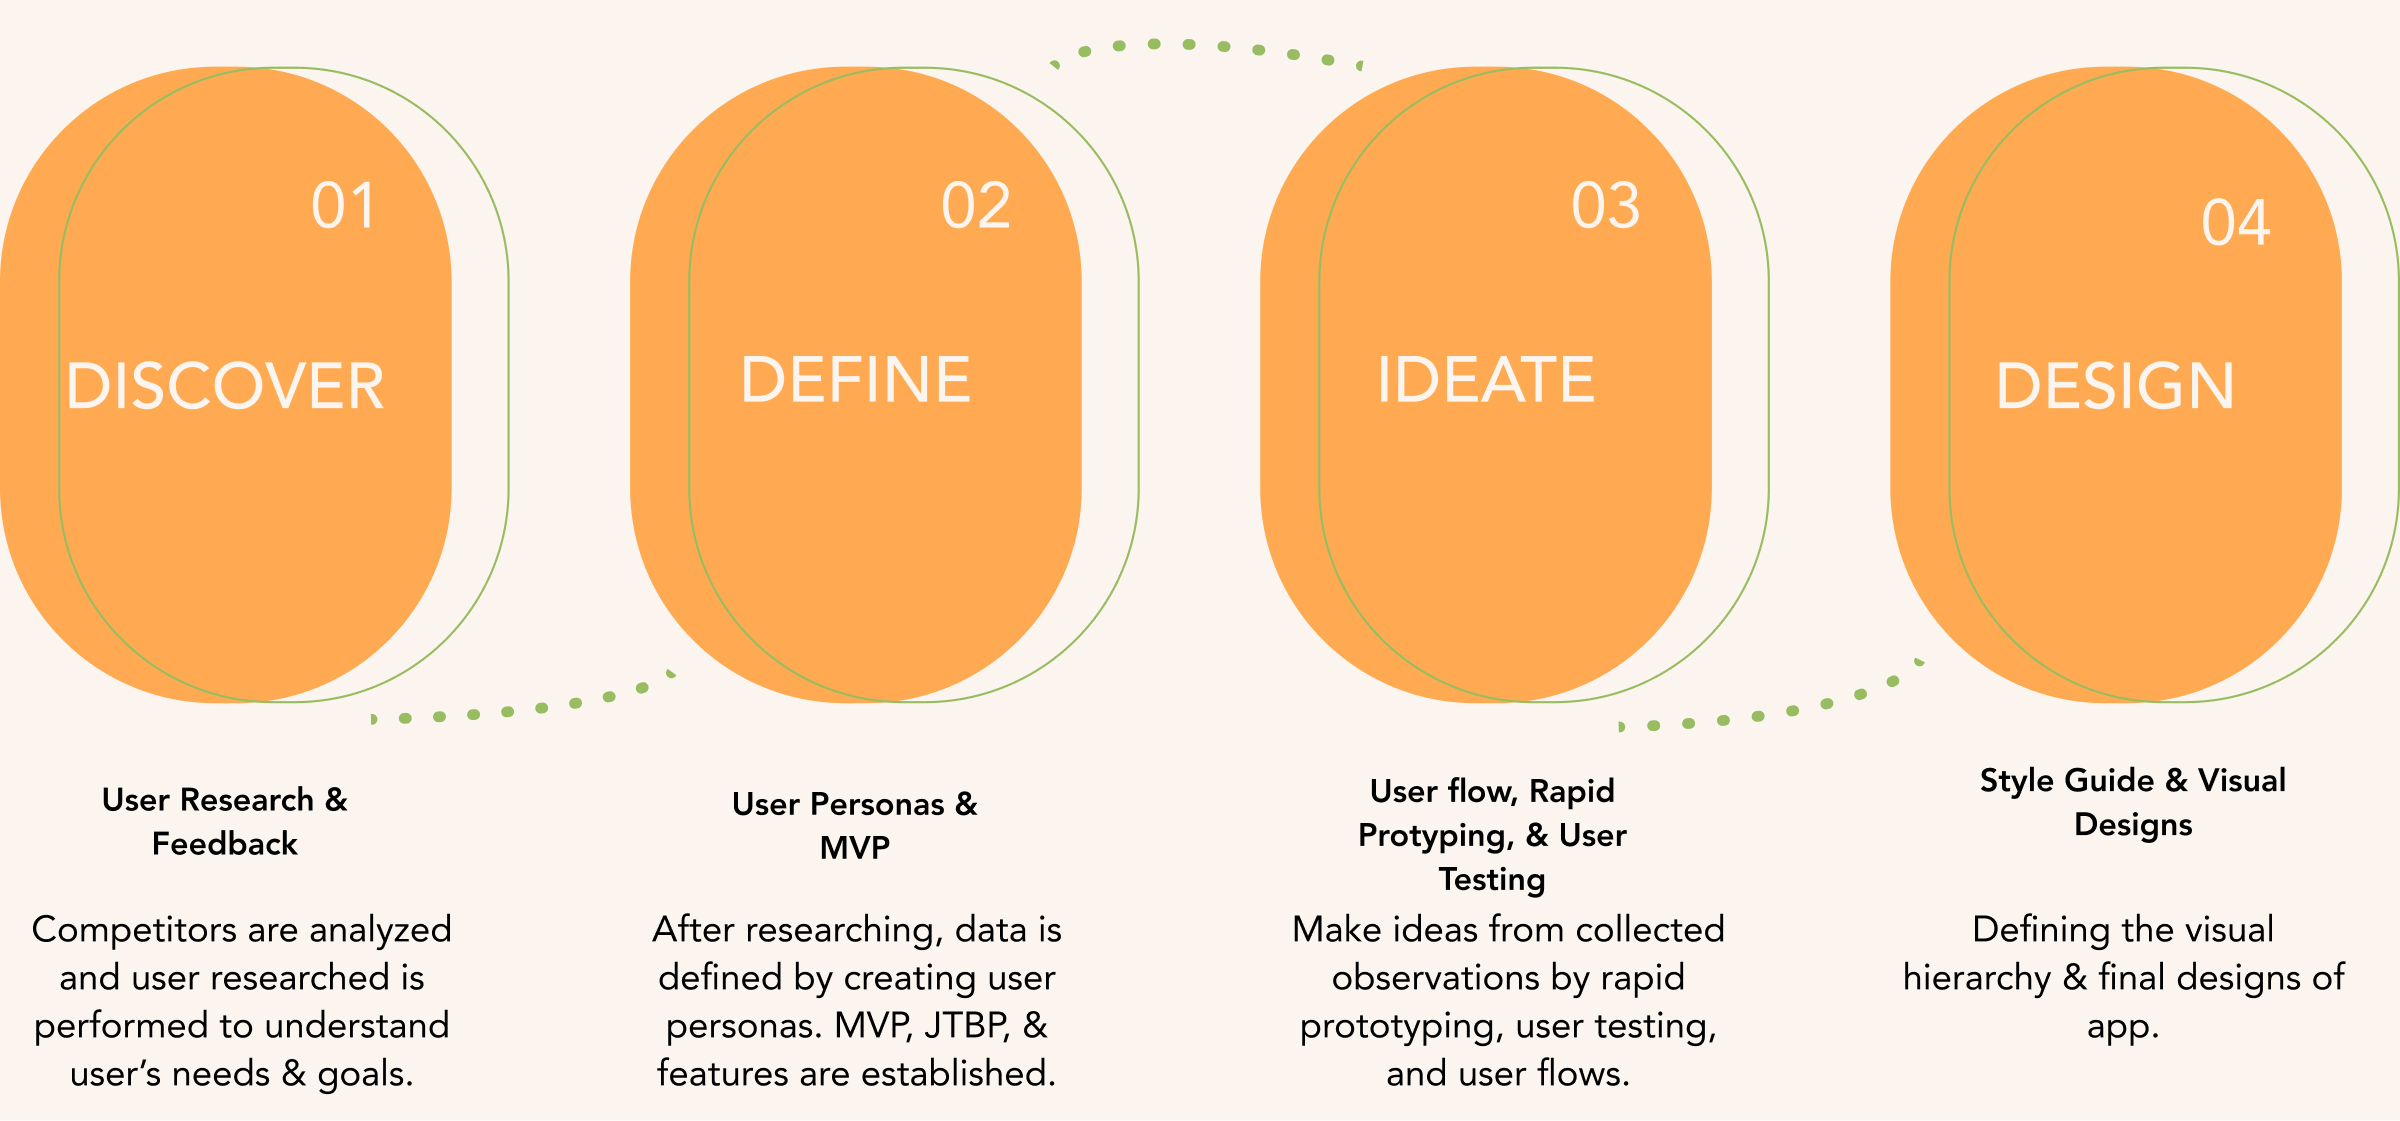 01
DISCOVER
User Research &
Feedback
Competitors are analyzed
and user researched is
performed to understand
user’s needs & goals.
02
DEFINE
User Personas &
MVP
After researching, data is
defined by creating user
personas. MVP, JTBP, &
features are established.
03
IDEATE
User flow, Rapid
Protyping, & User
Testing
Make ideas from collected
observations by rapid
prototyping, user testing,
and user flows.
04
DESIGN
Style Guide & Visual
Designs
Defining the visual
hierarchy & final designs of
app.